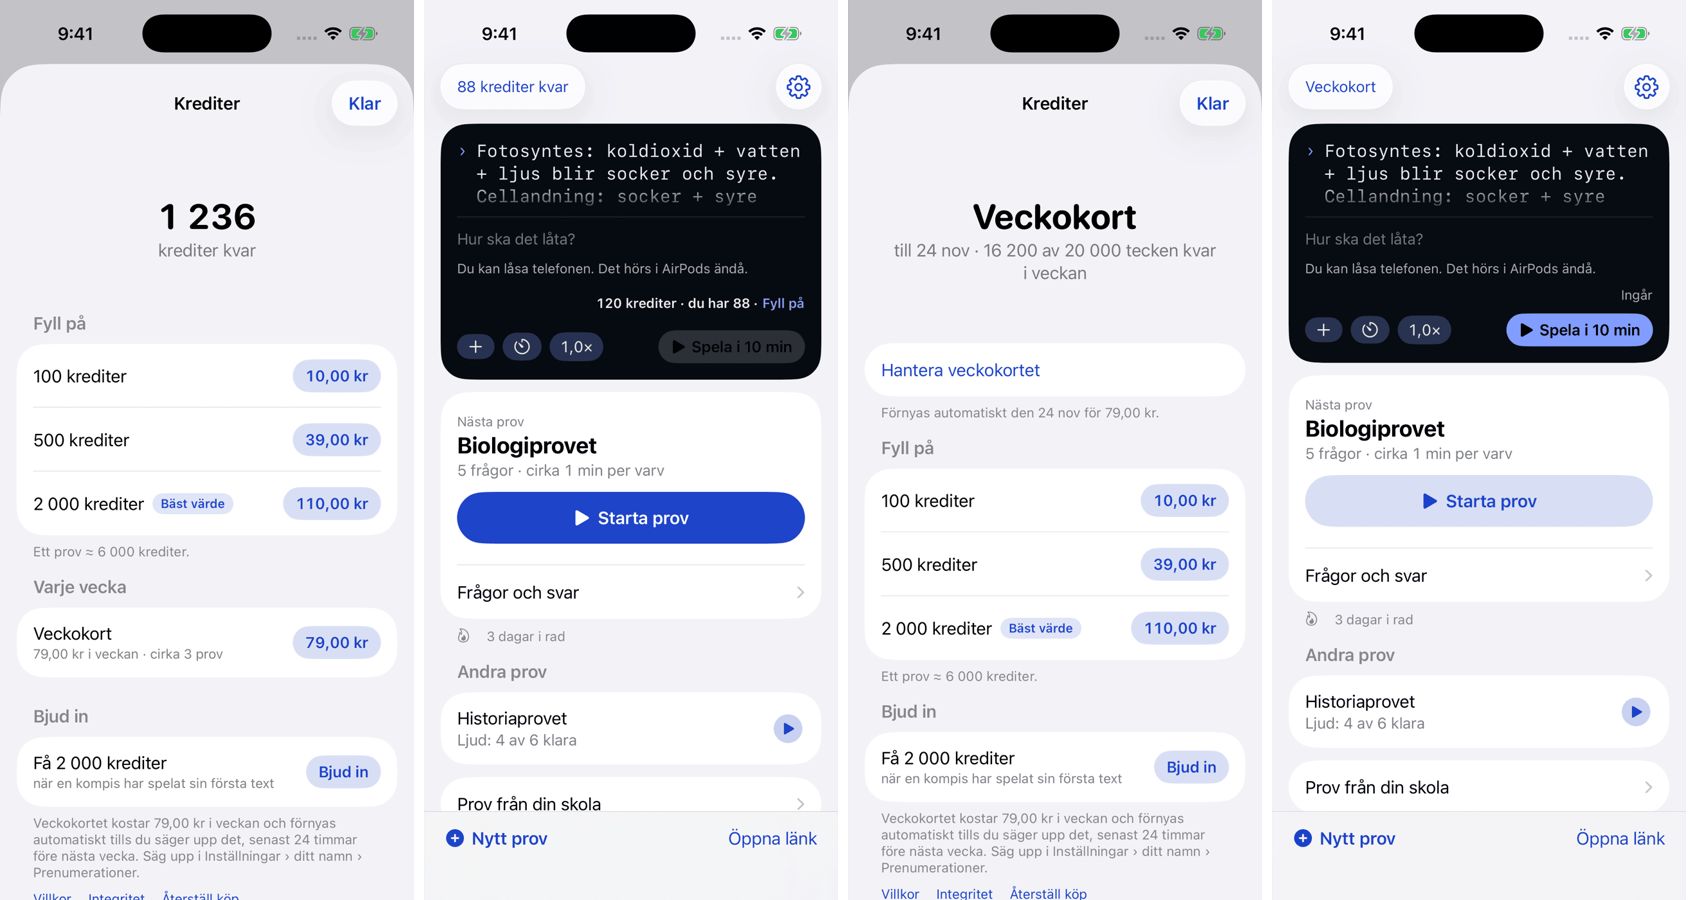 9:41
Krediter
Klar
1 236
krediter kvar
Fyll på
100 krediter
10,00 kr
500 krediter
39,00 kr
2 000 krediter
Bäst värde
110,00 kr
Ett prov ≈ 6 000 krediter.
Varje vecka
Veckokort
79,00 kr i veckan · cirka 3 prov
79,00 kr
Bjud in
Få 2 000 krediter
när en kompis har spelat sin första text
Bjud in
Veckokortet kostar 79,00 kr i veckan och förnyas
automatiskt tills du säger upp det, senast 24 timmar
före nästa vecka. Säg upp i Inställningar › ditt namn ›
Prenumerationer.
Villkor Integritet Återställ köp
9:41
88 krediter kvar
› Fotosyntes: koldioxid + vatten
+ ljus blir socker och syre.
Cellandning: socker + syre
Hur ska det låta?
Du kan låsa telefonen. Det hörs i AirPods ändå.
120 krediter · du har 88 · Fyll på
1,0×
Spela i 10 min
Nästa prov
Biologiprovet
5 frågor · cirka 1 min per varv
Starta prov
Frågor och svar
3 dagar i rad
Andra prov
Historiaprovet
Ljud: 4 av 6 klara
Prov från din skola
Nytt prov
Öppna länk
9:41
Krediter
Klar
Veckokort
till 24 nov · 16 200 av 20 000 tecken kvar
i veckan
Hantera veckokortet
Förnyas automatiskt den 24 nov för 79,00 kr.
Fyll på
100 krediter
10,00 kr
500 krediter
39,00 kr
2 000 krediter
Bäst värde
110,00 kr
Ett prov ≈ 6 000 krediter.
Bjud in
Få 2 000 krediter
när en kompis har spelat sin första text
Bjud in
Veckokortet kostar 79,00 kr i veckan och förnyas
automatiskt tills du säger upp det, senast 24 timmar
före nästa vecka. Säg upp i Inställningar › ditt namn ›
Prenumerationer.
Villkor Integritet Återställ köp
9:41
Veckokort
› Fotosyntes: koldioxid + vatten
+ ljus blir socker och syre.
Cellandning: socker + syre
Hur ska det låta?
Du kan låsa telefonen. Det hörs i AirPods ändå.
Ingår
1,0×
Spela i 10 min
Nästa prov
Biologiprovet
5 frågor · cirka 1 min per varv
Starta prov
Frågor och svar
3 dagar i rad
Andra prov
Historiaprovet
Ljud: 4 av 6 klara
Prov från din skola
Nytt prov
Öppna länk